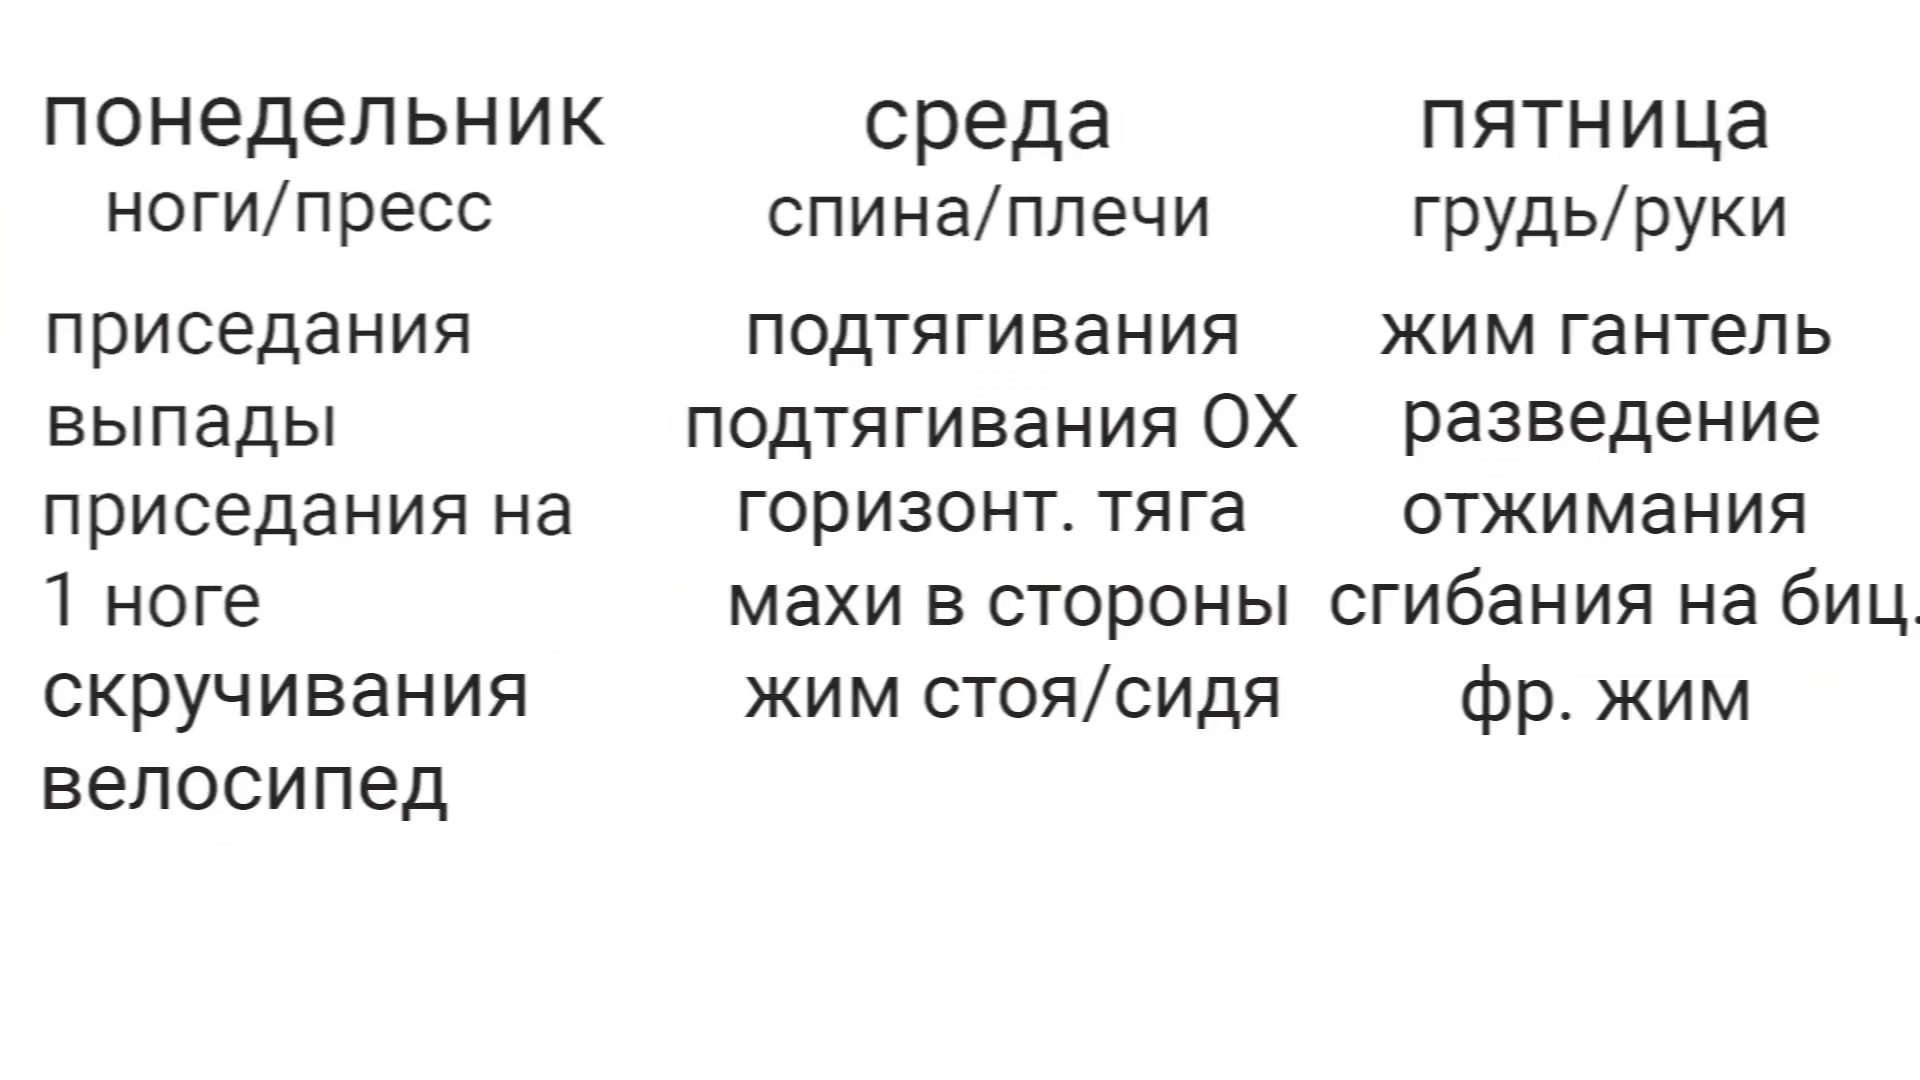 понедельник
ноги/пресс
приседания
выпады
приседания на
1 ноге
скручивания
велосипед
среда
спина/плечи
подтягивания
подтягивания ОХ
горизонт. тяга
махи в стороны
жим стоя/сидя
пятница
грудь/руки
жим гантель
разведение
отжимания
сгибания на биц.
фр. жим